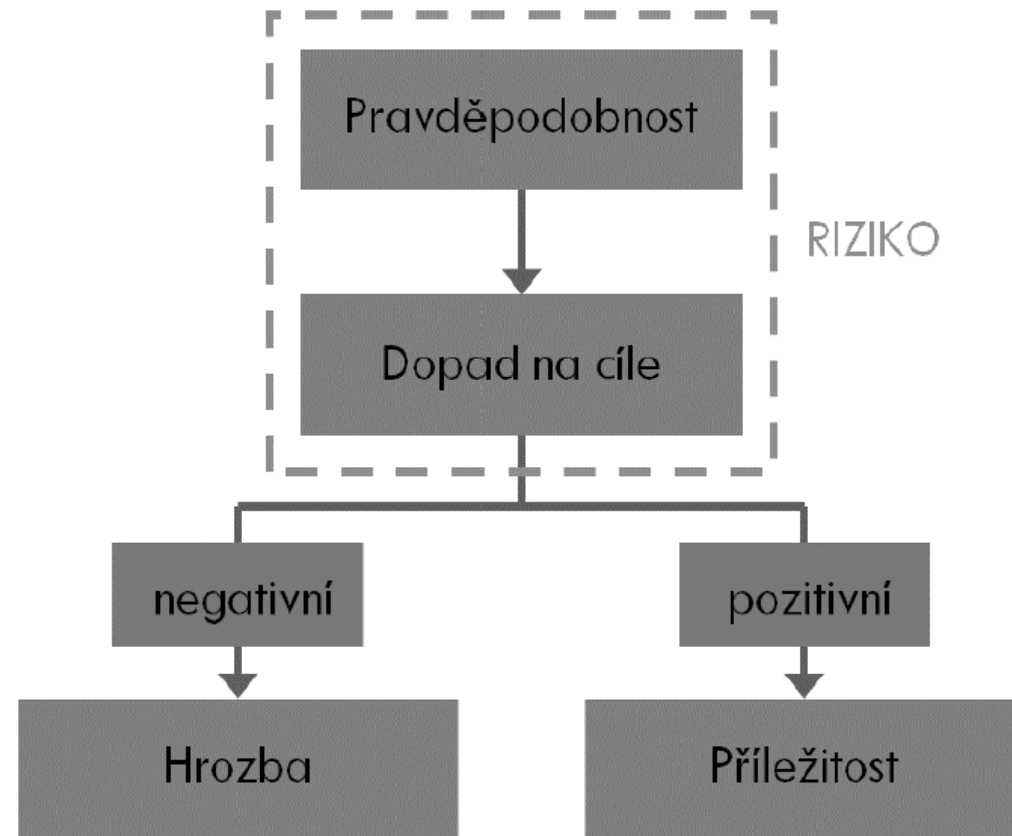 Pravděpodobnost
RIZIKO
Dopad na cíle
negativní
pozitivní
Hrozba
Příležitost